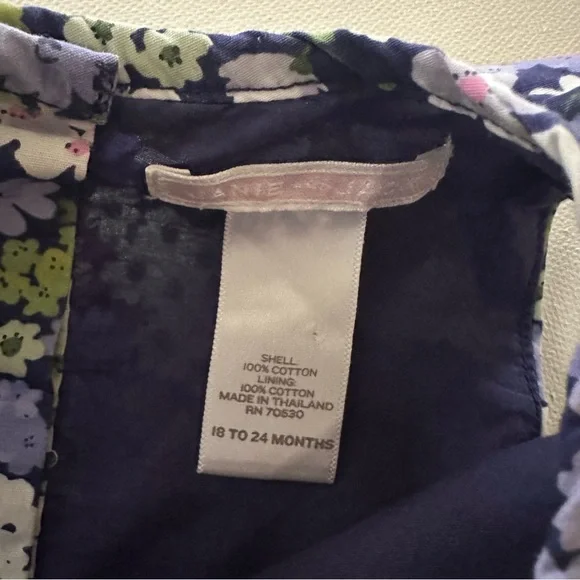 SHELL:
100% COTTON
LINING:
100% COTTON
MADE IN THAILAND
RN 70530
18 TO 24 MONTHS